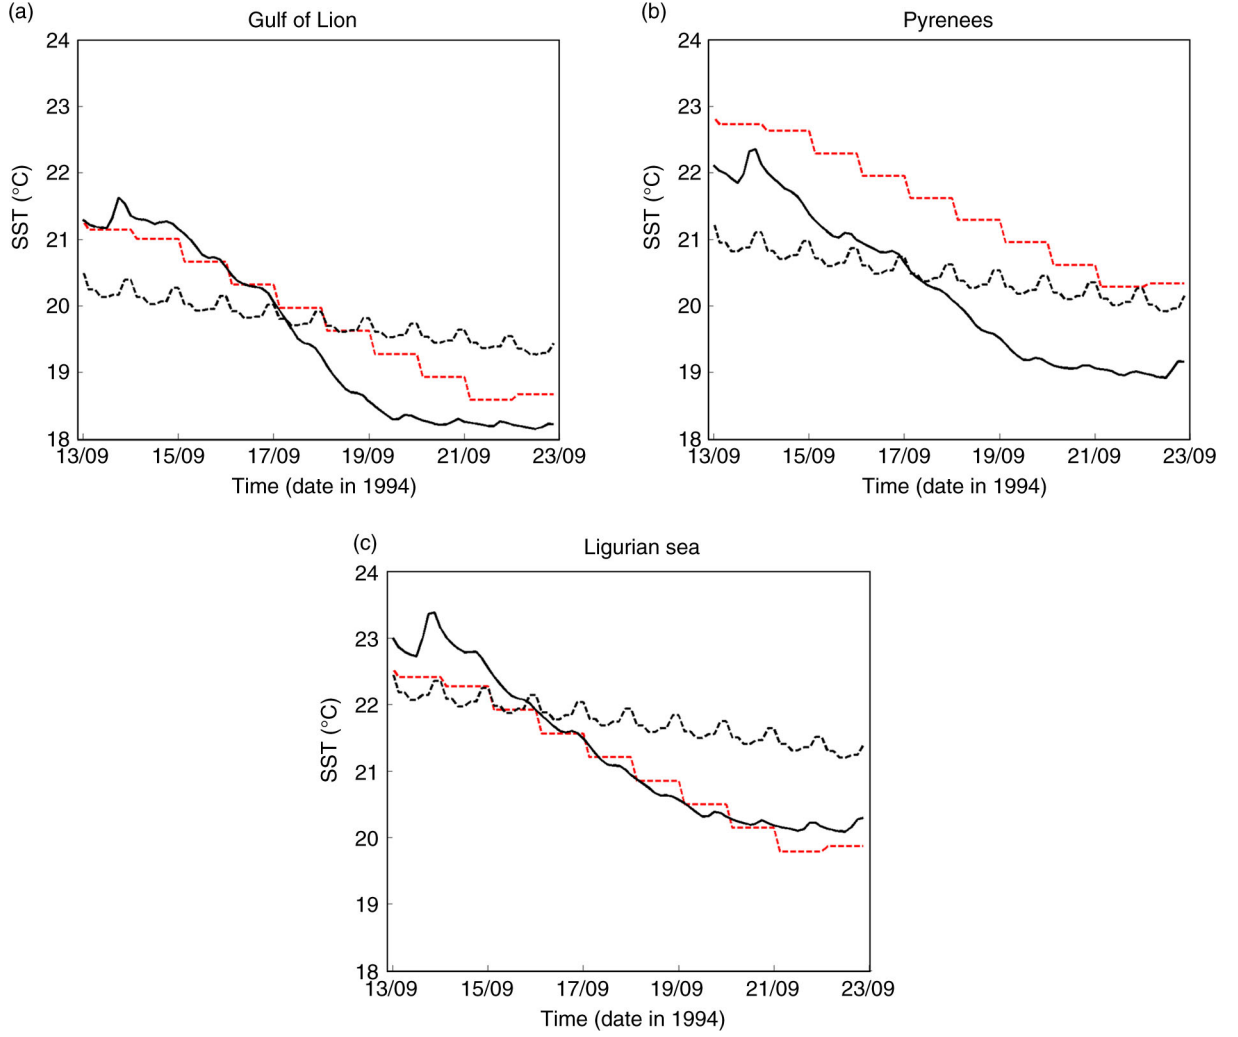 (a)
Gulf of Lion
24
23
22
21
20
19
18
SST (°C)
13/09 15/09 17/09 19/09 21/09 23/09
Time (date in 1994)
(b)
Pyrenees
24
23
22
21
20
19
18
SST (°C)
13/09 15/09 17/09 19/09 21/09 23/09
Time (date in 1994)
(c)
Ligurian sea
24
23
22
21
20
19
18
SST (°C)
13/09 15/09 17/09 19/09 21/09 23/09
Time (date in 1994)